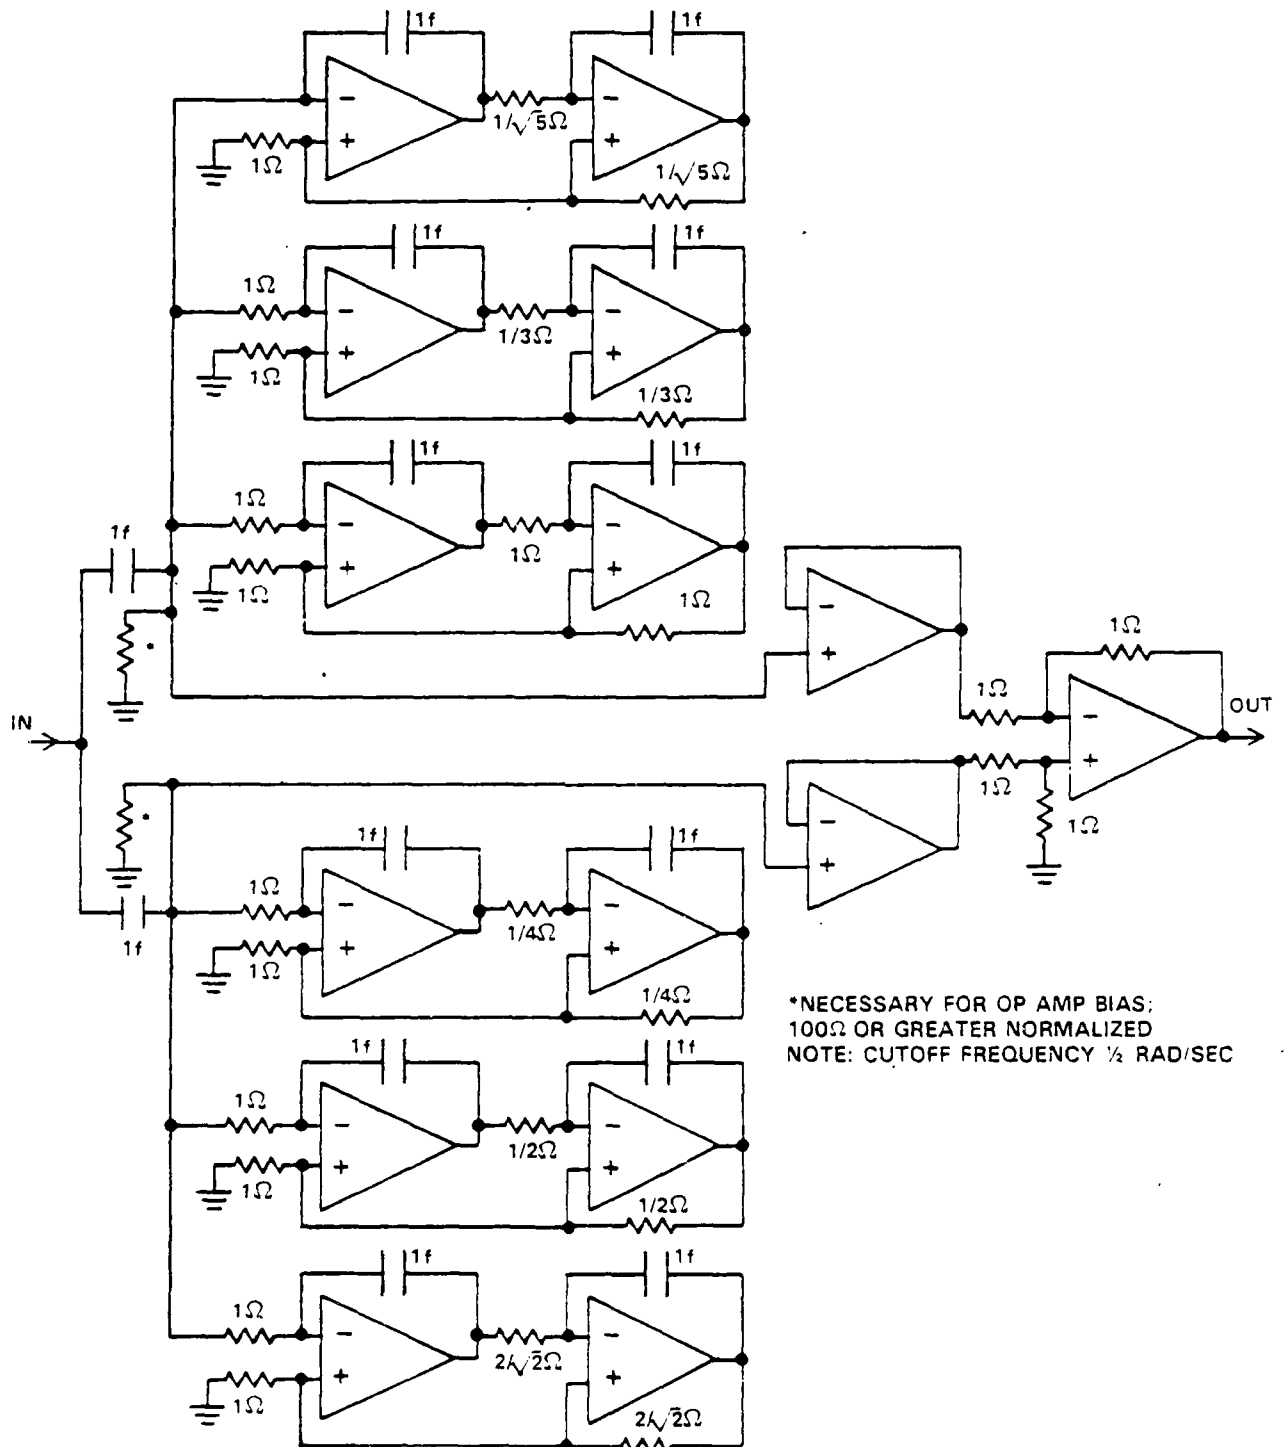 1f 1f
−
+
−
+
1/√5Ω
1Ω
1/√5Ω
1f 1f
1Ω
−
+
−
+
1/3Ω
1Ω
1/3Ω
1f 1f
1Ω
−
+
−
+
1f
1Ω
1Ω
1Ω
*
−
+
1Ω
1Ω
−
+
OUT
IN
1Ω
1Ω
*
−
+
1f 1f
1Ω
−
+
−
+
1/4Ω
1f
1Ω
1/4Ω
*NECESSARY FOR OP AMP BIAS;
100Ω OR GREATER NORMALIZED
NOTE: CUTOFF FREQUENCY ½ RAD/SEC
1f 1f
1Ω
−
+
−
+
1/2Ω
1Ω
1/2Ω
1f 1f
1Ω
−
+
−
+
2/√2Ω
1Ω
2/√2Ω